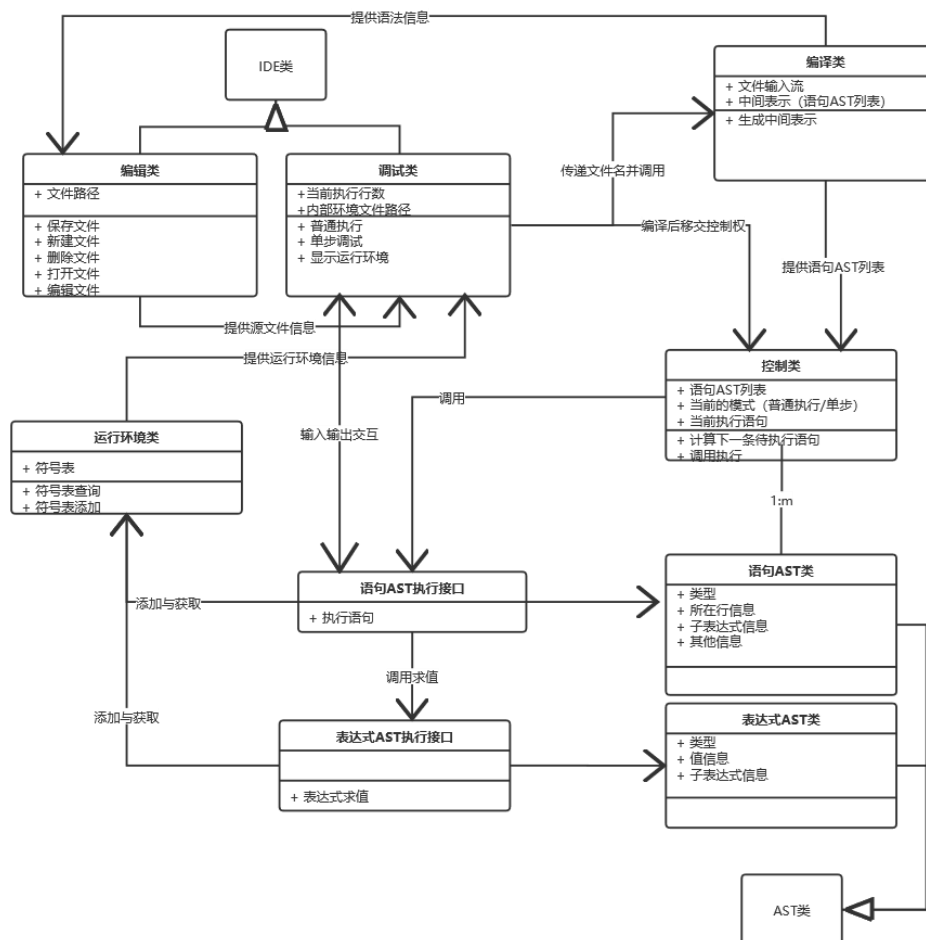 提供语法信息
IDE类
编译类
+ 文件输入流
+ 中间表示（语句AST列表）
+ 生成中间表示
编辑类
+ 文件路径
+ 保存文件
+ 新建文件
+ 删除文件
+ 打开文件
+ 编辑文件
调试类
+当前执行行数
+内部环境文件路径
+ 普通执行
+ 单步调试
+ 显示运行环境
传递文件名并调用
编译后移交控制权
提供语句AST列表
提供源文件信息
提供运行环境信息
控制类
+ 语句AST列表
+ 当前的模式（普通执行/单步）
+ 当前执行语句
+ 计算下一条待执行语句
+ 调用执行
调用
输入输出交互
运行环境类
+ 符号表
+ 符号表查询
+ 符号表添加
1:m
语句AST执行接口
+ 执行语句
添加与获取
语句AST类
+ 类型
+ 所在行信息
+ 子表达式信息
+ 其他信息
调用求值
添加与获取
表达式AST执行接口
+ 表达式求值
表达式AST类
+ 类型
+ 值信息
+ 子表达式信息
AST类